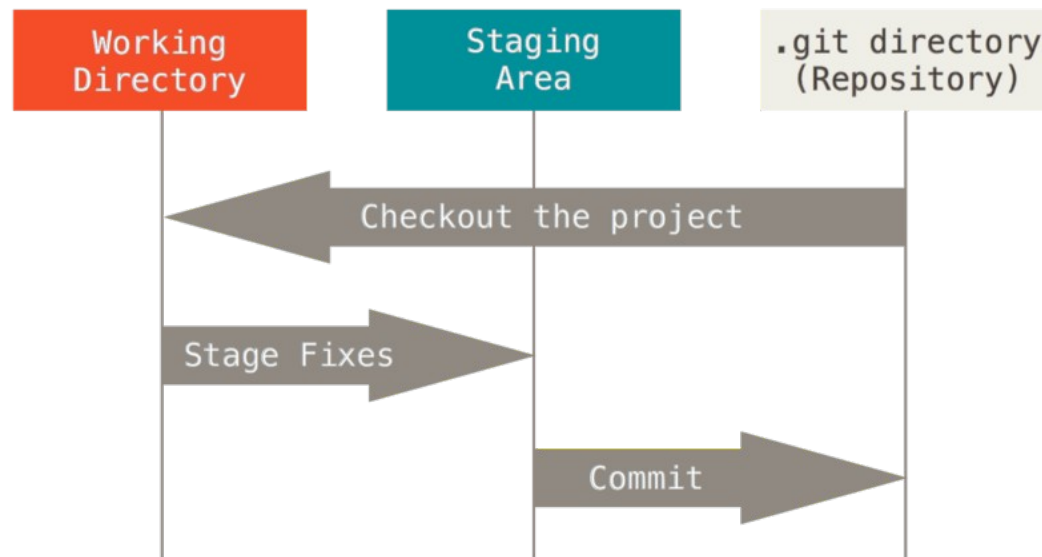 Working
Directory
Staging
Area
.git directory
(Repository)
Checkout the project
Stage Fixes
Commit